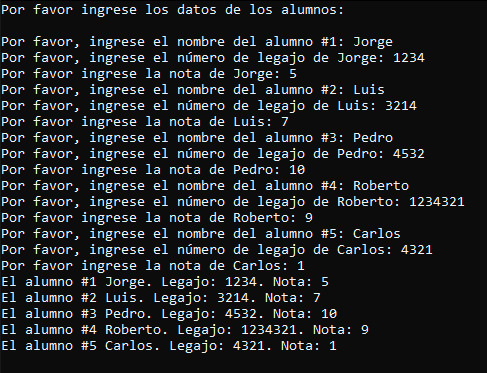 Por favor ingrese los datos de los alumnos:
Por favor, ingrese el nombre del alumno #1: Jorge
Por favor, ingrese el número de legajo de Jorge: 1234
Por favor ingrese la nota de Jorge: 5
Por favor, ingrese el nombre del alumno #2: Luis
Por favor, ingrese el número de legajo de Luis: 3214
Por favor ingrese la nota de Luis: 7
Por favor, ingrese el nombre del alumno #3: Pedro
Por favor, ingrese el número de legajo de Pedro: 4532
Por favor ingrese la nota de Pedro: 10
Por favor, ingrese el nombre del alumno #4: Roberto
Por favor, ingrese el número de legajo de Roberto: 1234321
Por favor ingrese la nota de Roberto: 9
Por favor, ingrese el nombre del alumno #5: Carlos
Por favor, ingrese el número de legajo de Carlos: 4321
Por favor ingrese la nota de Carlos: 1
El alumno #1 Jorge. Legajo: 1234. Nota: 5
El alumno #2 Luis. Legajo: 3214. Nota: 7
El alumno #3 Pedro. Legajo: 4532. Nota: 10
El alumno #4 Roberto. Legajo: 1234321. Nota: 9
El alumno #5 Carlos. Legajo: 4321. Nota: 1